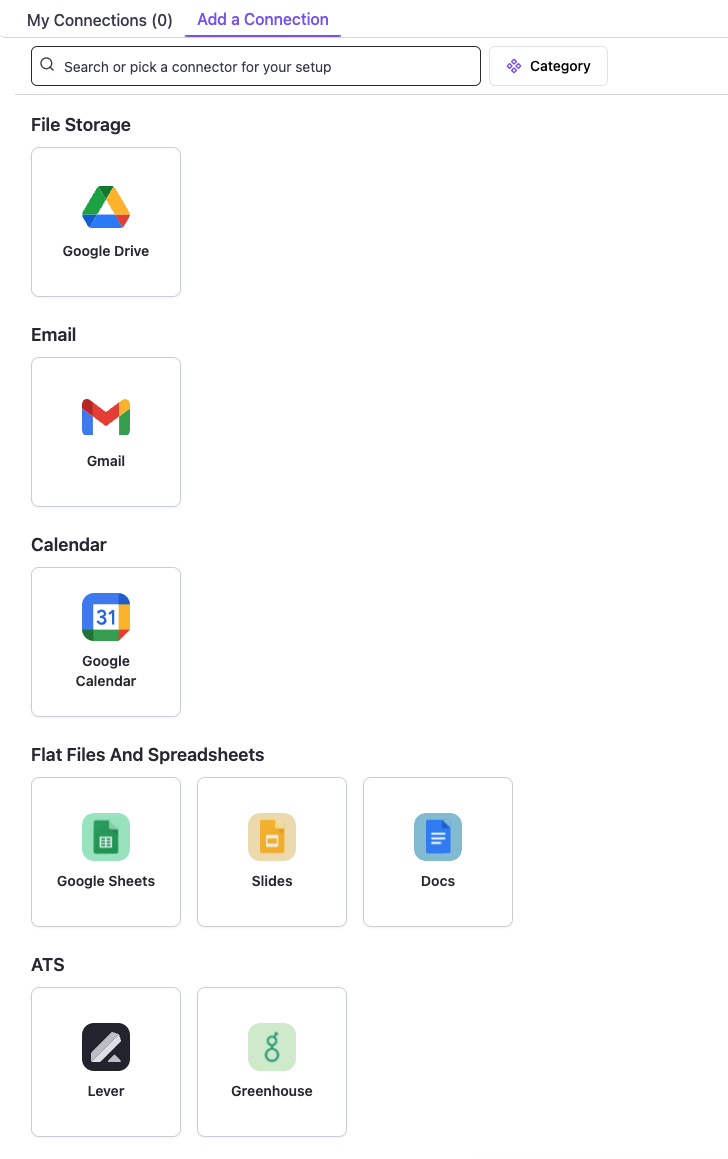 My Connections (0) Add a Connection
Search or pick a connector for your setup Category
File Storage
Google Drive
Email
Gmail
Calendar
31
Google
Calendar
Flat Files And Spreadsheets
Google Sheets Slides Docs
ATS
Lever Greenhouse